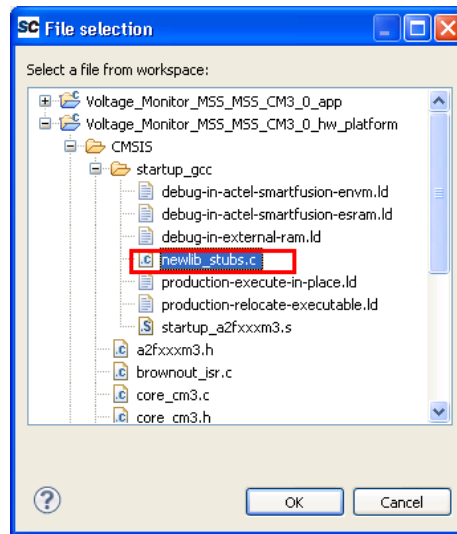 SC File selection
Select a file from workspace:
Voltage_Monitor_MSS_MSS_CM3_0_app
Voltage_Monitor_MSS_MSS_CM3_0_hw_platform
CMSIS
startup_gcc
debug-in-actel-smartfusion-envm.ld
debug-in-actel-smartfusion-esram.ld
debug-in-external-ram.ld
newlib_stubs.c
production-execute-in-place.ld
production-relocate-executable.ld
startup_a2fxxxm3.s
a2fxxxm3.h
brownout_isr.c
core_cm3.c
core_cm3.h
OK Cancel